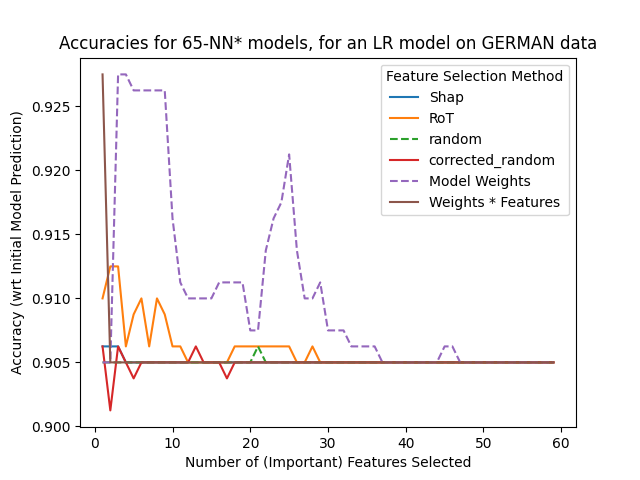 Accuracies for 65-NN* models, for an LR model on GERMAN data
Feature Selection Method
Shap
RoT
random
corrected_random
Model Weights
Weights * Features
Accuracy (wrt Initial Model Prediction)
0.925
0.920
0.915
0.910
0.905
0.900
0
10
20
30
40
50
60
Number of (Important) Features Selected